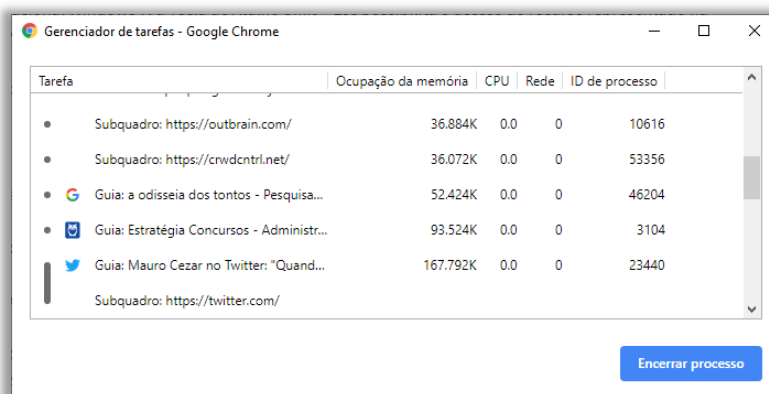 Gerenciador de tarefas - Google Chrome
Tarefa Ocupação da memória CPU Rede ID de processo
Subquadro: https://outbrain.com/ 36.884K 0.0 0 10616
Subquadro: https://crwdcntrl.net/ 36.072K 0.0 0 53356
Guia: a odisseia dos tontos - Pesquisa... 52.424K 0.0 0 46204
Guia: Estratégia Concursos - Administr... 93.524K 0.0 0 3104
Guia: Mauro Cezar no Twitter: "Quand... 167.792K 0.0 0 23440
Subquadro: https://twitter.com/
Encerrar processo